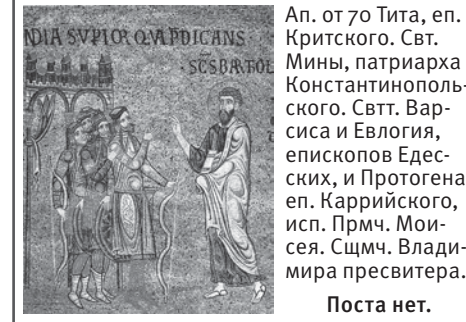 NDIA SVPIOR QVA PDICANS
SCS BARTOL
Ап. от 70 Тита, еп.
Критского. Свт.
Мины, патриарха
Константинополь-
ского. Свтт. Вар-
сиса и Евлогия,
епископов Едес-
ских, и Протогена
еп. Каррийского,
исп. Прмч. Мои-
сея. Сщмч. Влади-
мира пресвитера.
Поста нет.